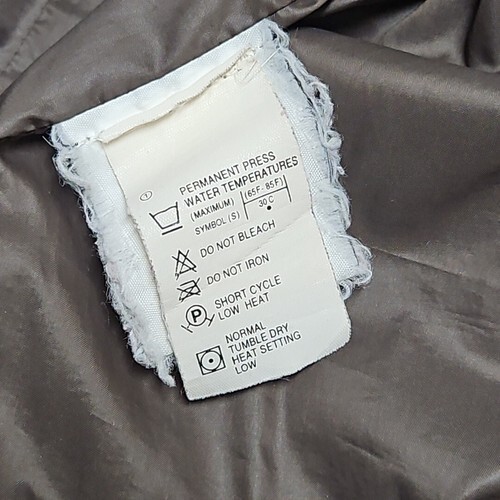 1
PERMANENT PRESS
WATER TEMPERATURES
(MAXIMUM) (65F-85F)
SYMBOL (S) 30 C
DO NOT BLEACH
DO NOT IRON
P
SHORT CYCLE
LOW HEAT
NORMAL
TUMBLE DRY
HEAT SETTING
LOW